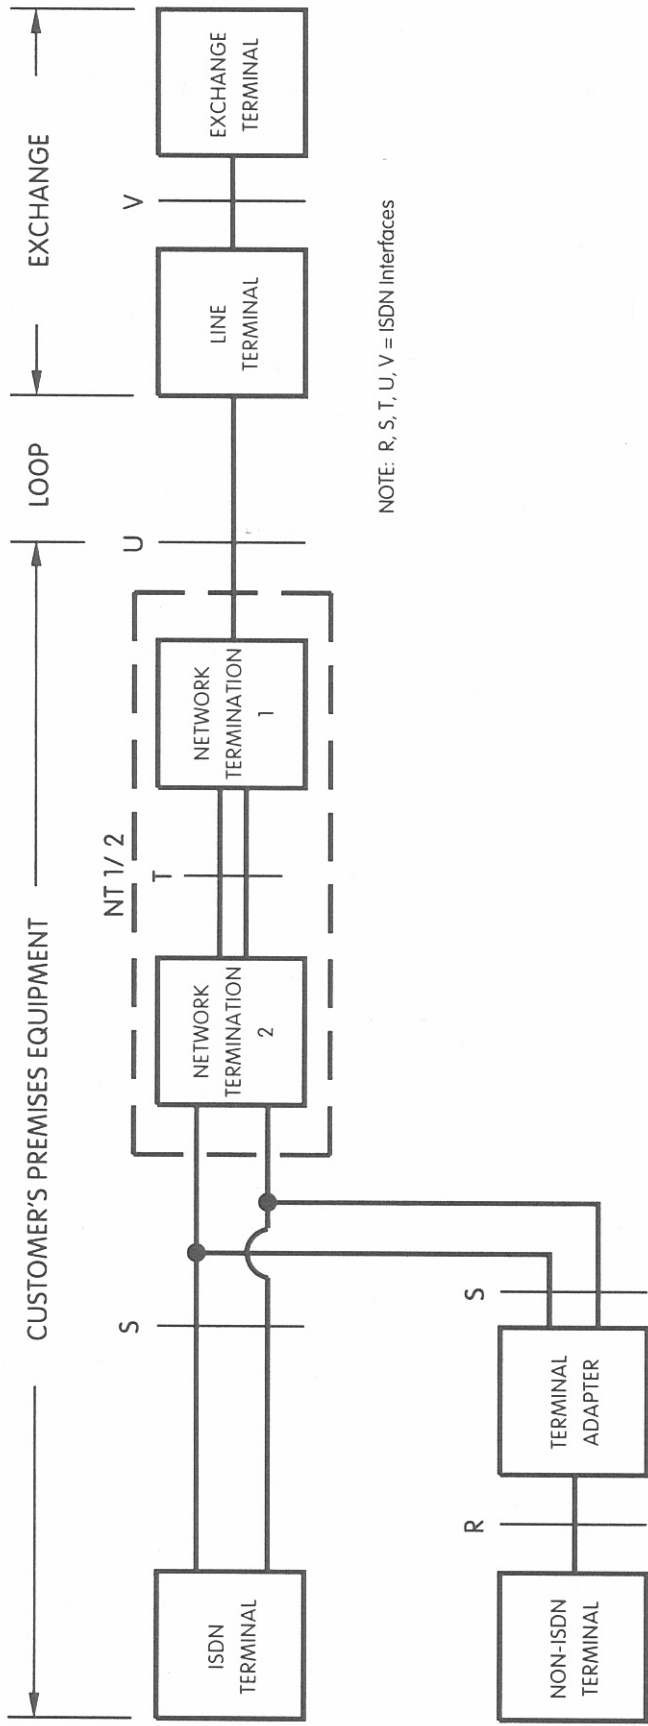 CUSTOMER'S PREMISES EQUIPMENT
LOOP
EXCHANGE
NT 1/ 2
S
T
U
V
ISDN
TERMINAL
NETWORK
TERMINATION
2
NETWORK
TERMINATION
1
LINE
TERMINAL
EXCHANGE
TERMINAL
R
S
NON-ISDN
TERMINAL
TERMINAL
ADAPTER
NOTE: R, S, T, U, V = ISDN Interfaces